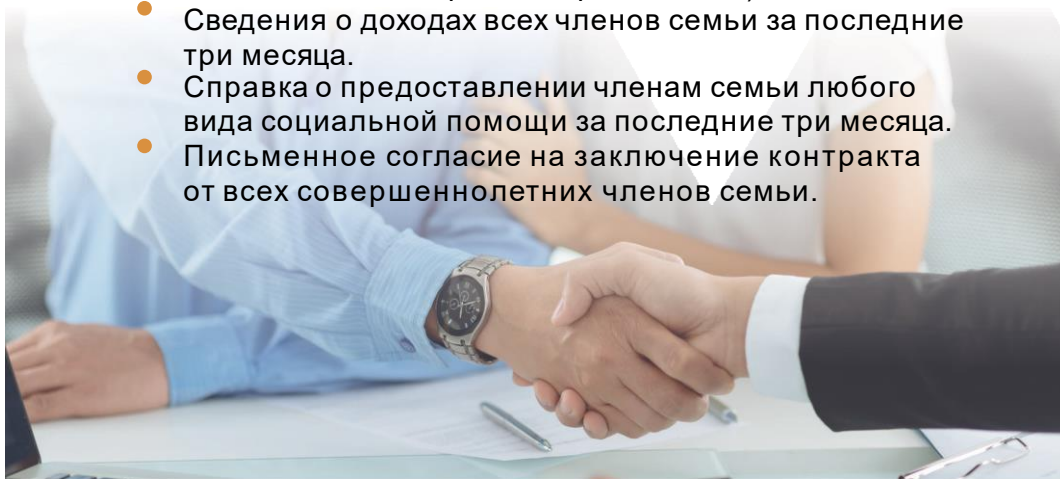 Сведения о доходах всех членов семьи за последние
три месяца.
Справка о предоставлении членам семьи любого
вида социальной помощи за последние три месяца.
Письменное согласие на заключение контракта
от всех совершеннолетних членов семьи.